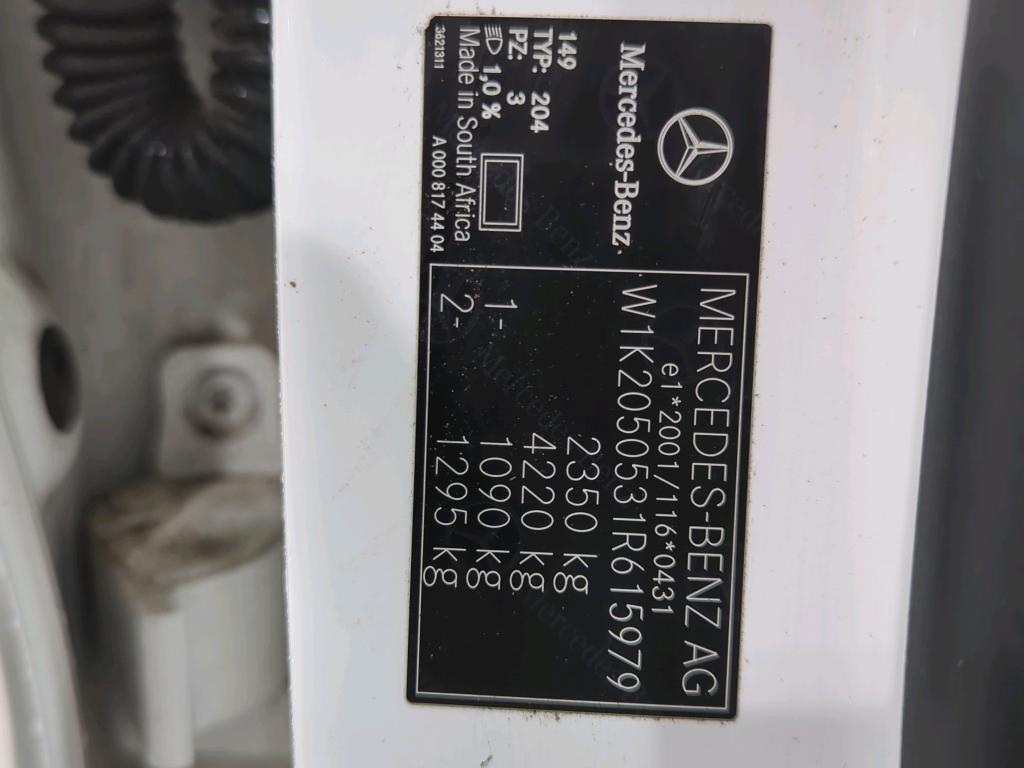 Mercedes-Benz
149
TYP: 204
PZ: 3
1,0 %
Made in South Africa
3621311
A 000 817 44 04
MERCEDES-BENZ AG
e1*2001/116*0431
W1K2050531R615979
2350 kg
4220 kg
1- 1090 kg
2- 1295 kg